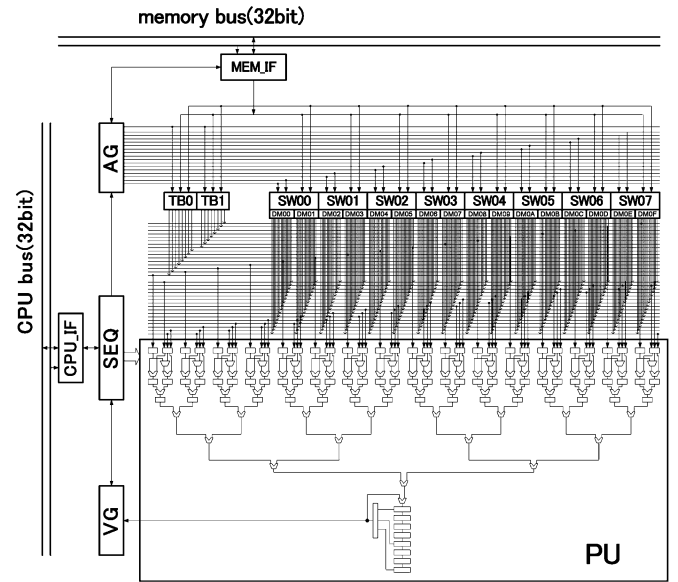 memory bus(32bit)
MEM_IF
CPU bus(32bit)
AG
TB0 TB1
SW00 SW01 SW02 SW03 SW04 SW05 SW06 SW07
DM00 DM01 DM02 DM03 DM04 DM05 DM06 DM07 DM08 DM09 DM0A DM0B DM0C DM0D DM0E DM0F
CPU_IF
SEQ
VG
PU